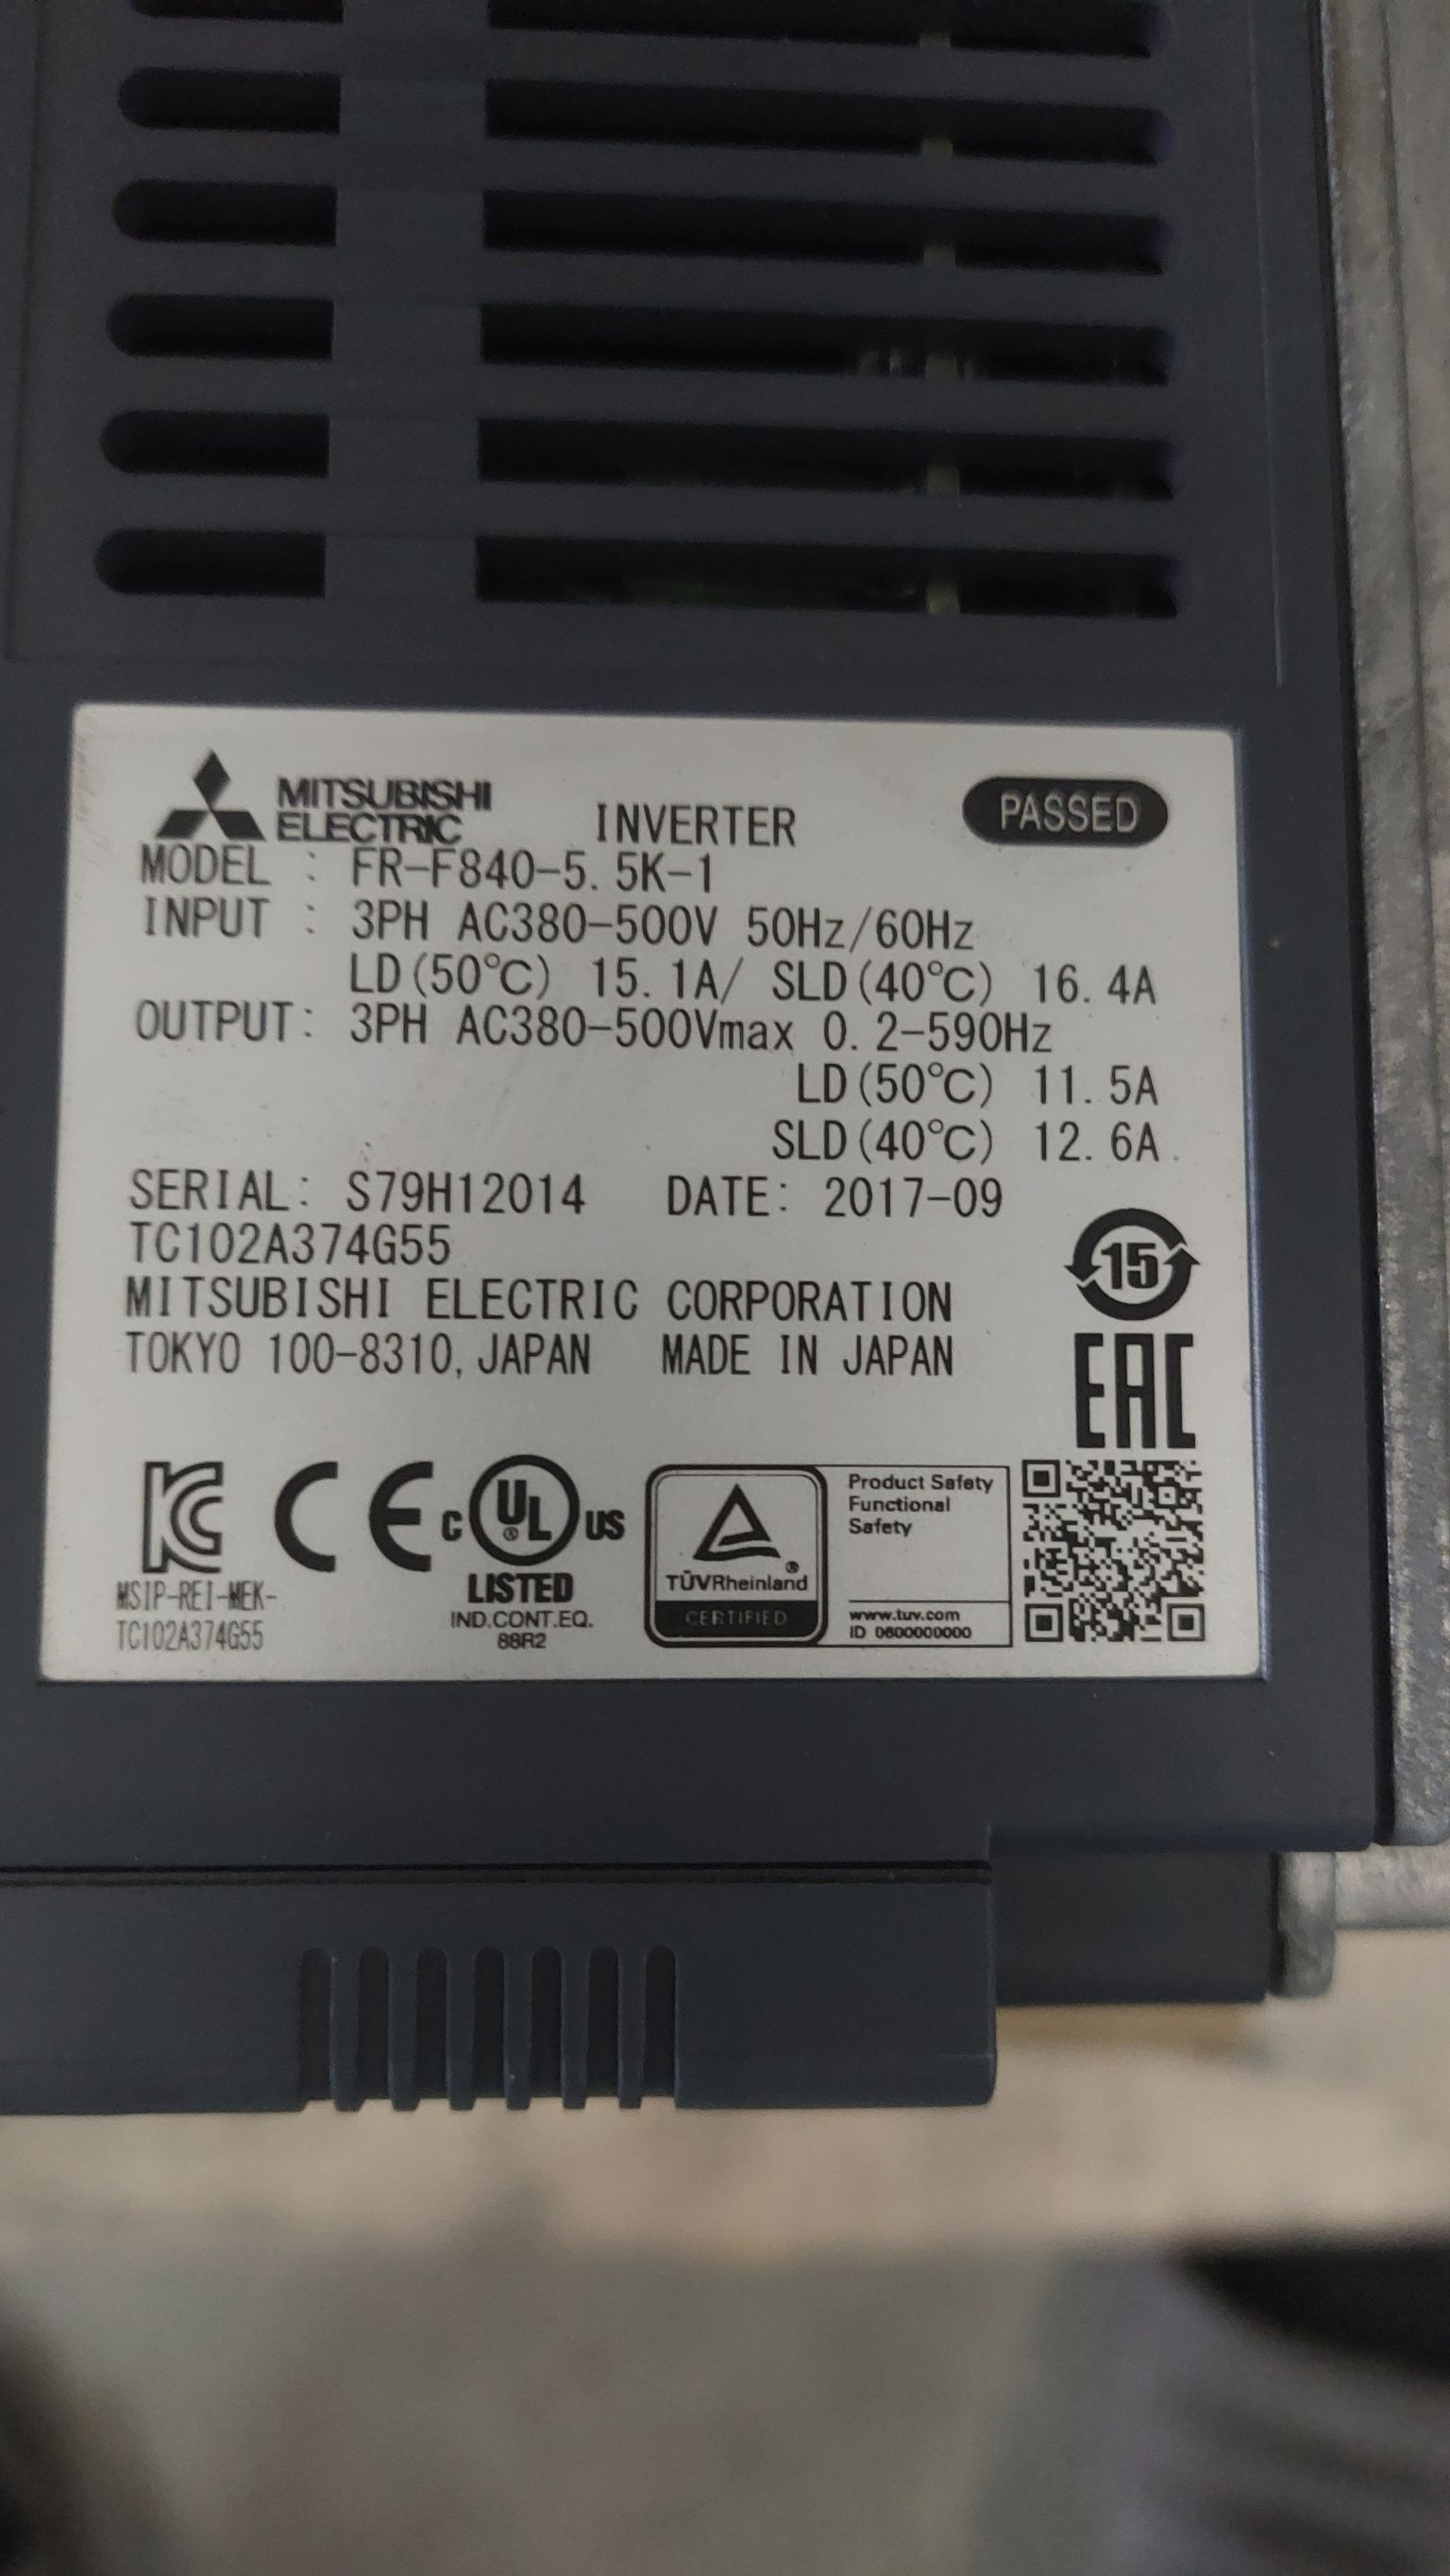 MITSUBISHI
ELECTRIC
INVERTER
PASSED
MODEL : FR-F840-5.5K-1
INPUT : 3PH AC380-500V 50Hz/60Hz
LD(50℃) 15.1A/ SLD(40℃) 16.4A
OUTPUT: 3PH AC380-500Vmax 0.2-590Hz
LD(50℃) 11.5A
SLD(40℃) 12.6A
SERIAL: S79H12014 DATE: 2017-09
TC102A374G55
MITSUBISHI ELECTRIC CORPORATION
TOKYO 100-8310, JAPAN MADE IN JAPAN
15
EAC
KC
MSIP-REI-MEK-
TC102A374G55
CE
C UL ® US
LISTED
IND.CONT.EQ.
88R2
TÜVRheinland®
CERTIFIED
Product Safety
Functional
Safety
www.tuv.com
ID 0600000000